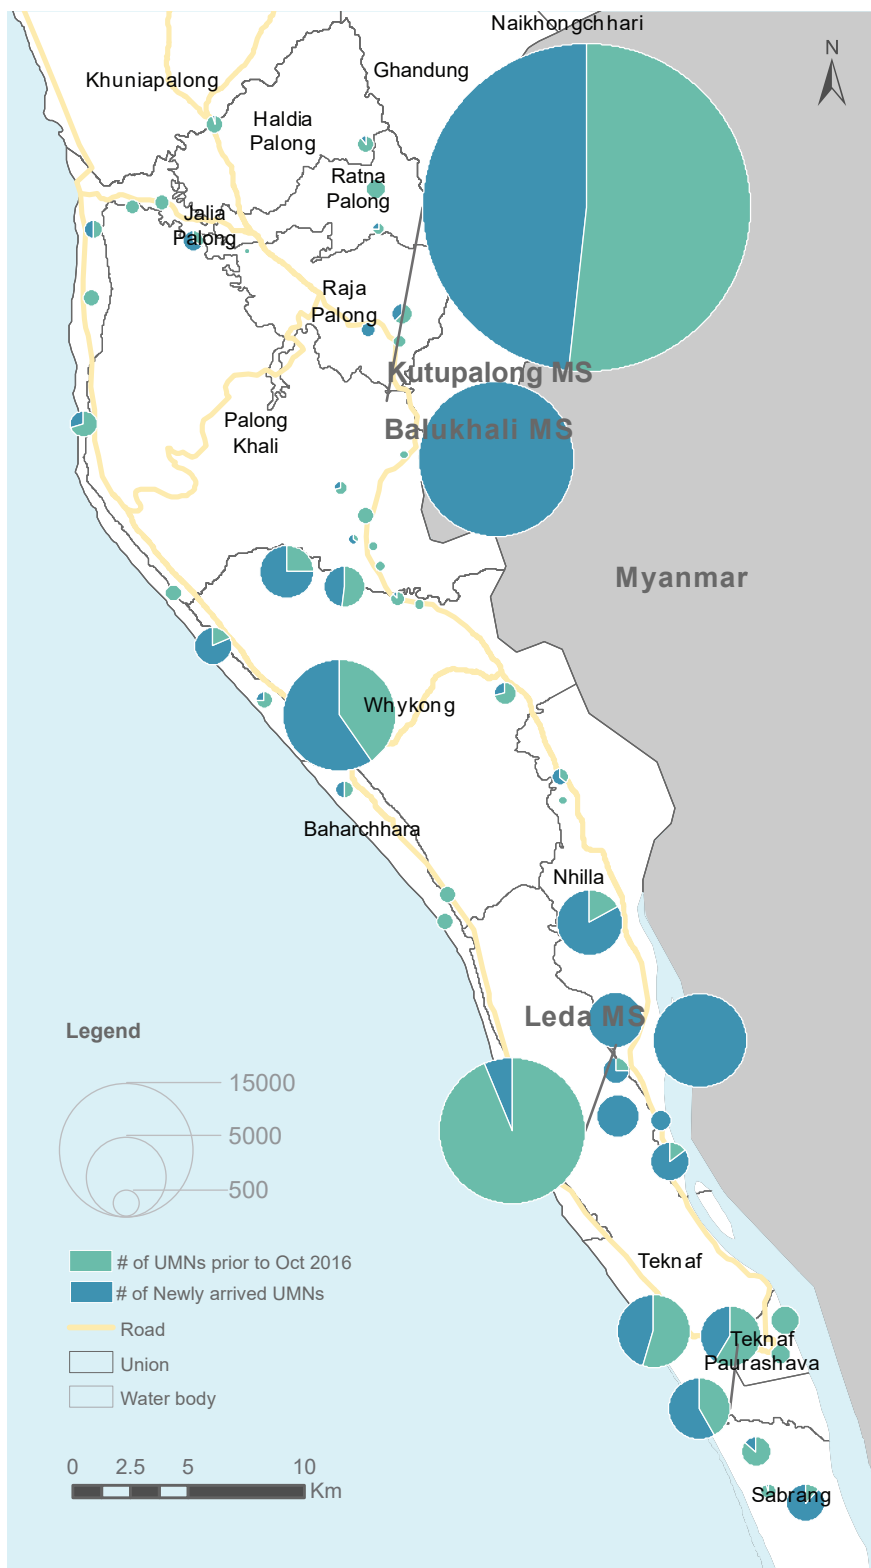 Naikhongchhari
N
Ghandung
Khuniapalong
Haldia
Palong
Ratna
Palong
Jalia
Palong
Raja
Palong
Kutupalong MS
Palong
Khali
Balukhali MS
Myanmar
Whykong
Baharchhara
Nhilla
Leda MS
Legend
15000
5000
500
# of UMNs prior to Oct 2016
# of Newly arrived UMNs
Road
Union
Water body
0 2.5 5 10
Km
Teknaf
Teknaf
Paurashava
Sabrang